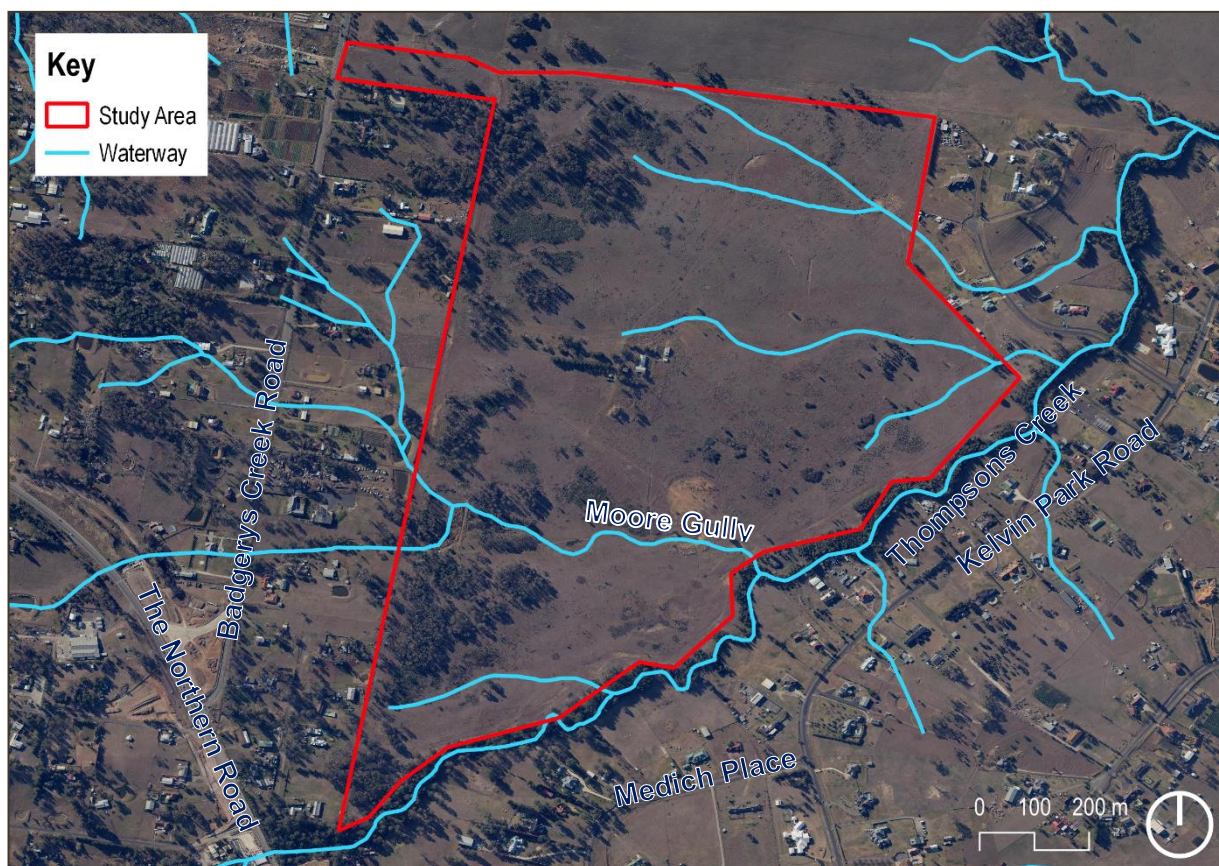 Key
Study Area
Waterway
Badgerys Creek Road
The Northern Road
Moore Gully
Thompsons Creek
Kelvin Park Road
Medich Place
0 100 200 m